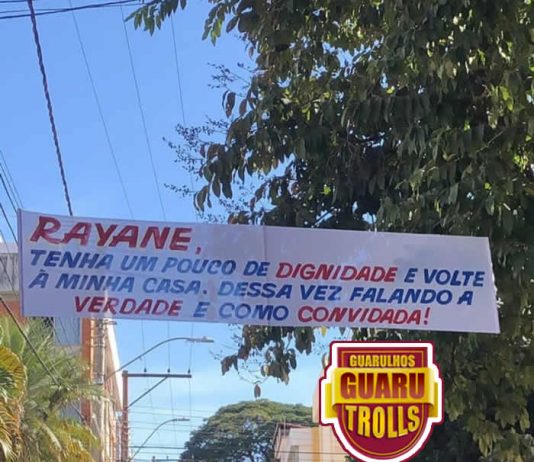 RAYANE,
TENHA UM POUCO DE DIGNIDADE E VOLTE
À MINHA CASA. DESSA VEZ FALANDO A
VERDADE E COMO CONVIDADA!
GUARULHOS
GUARU
TROLLS